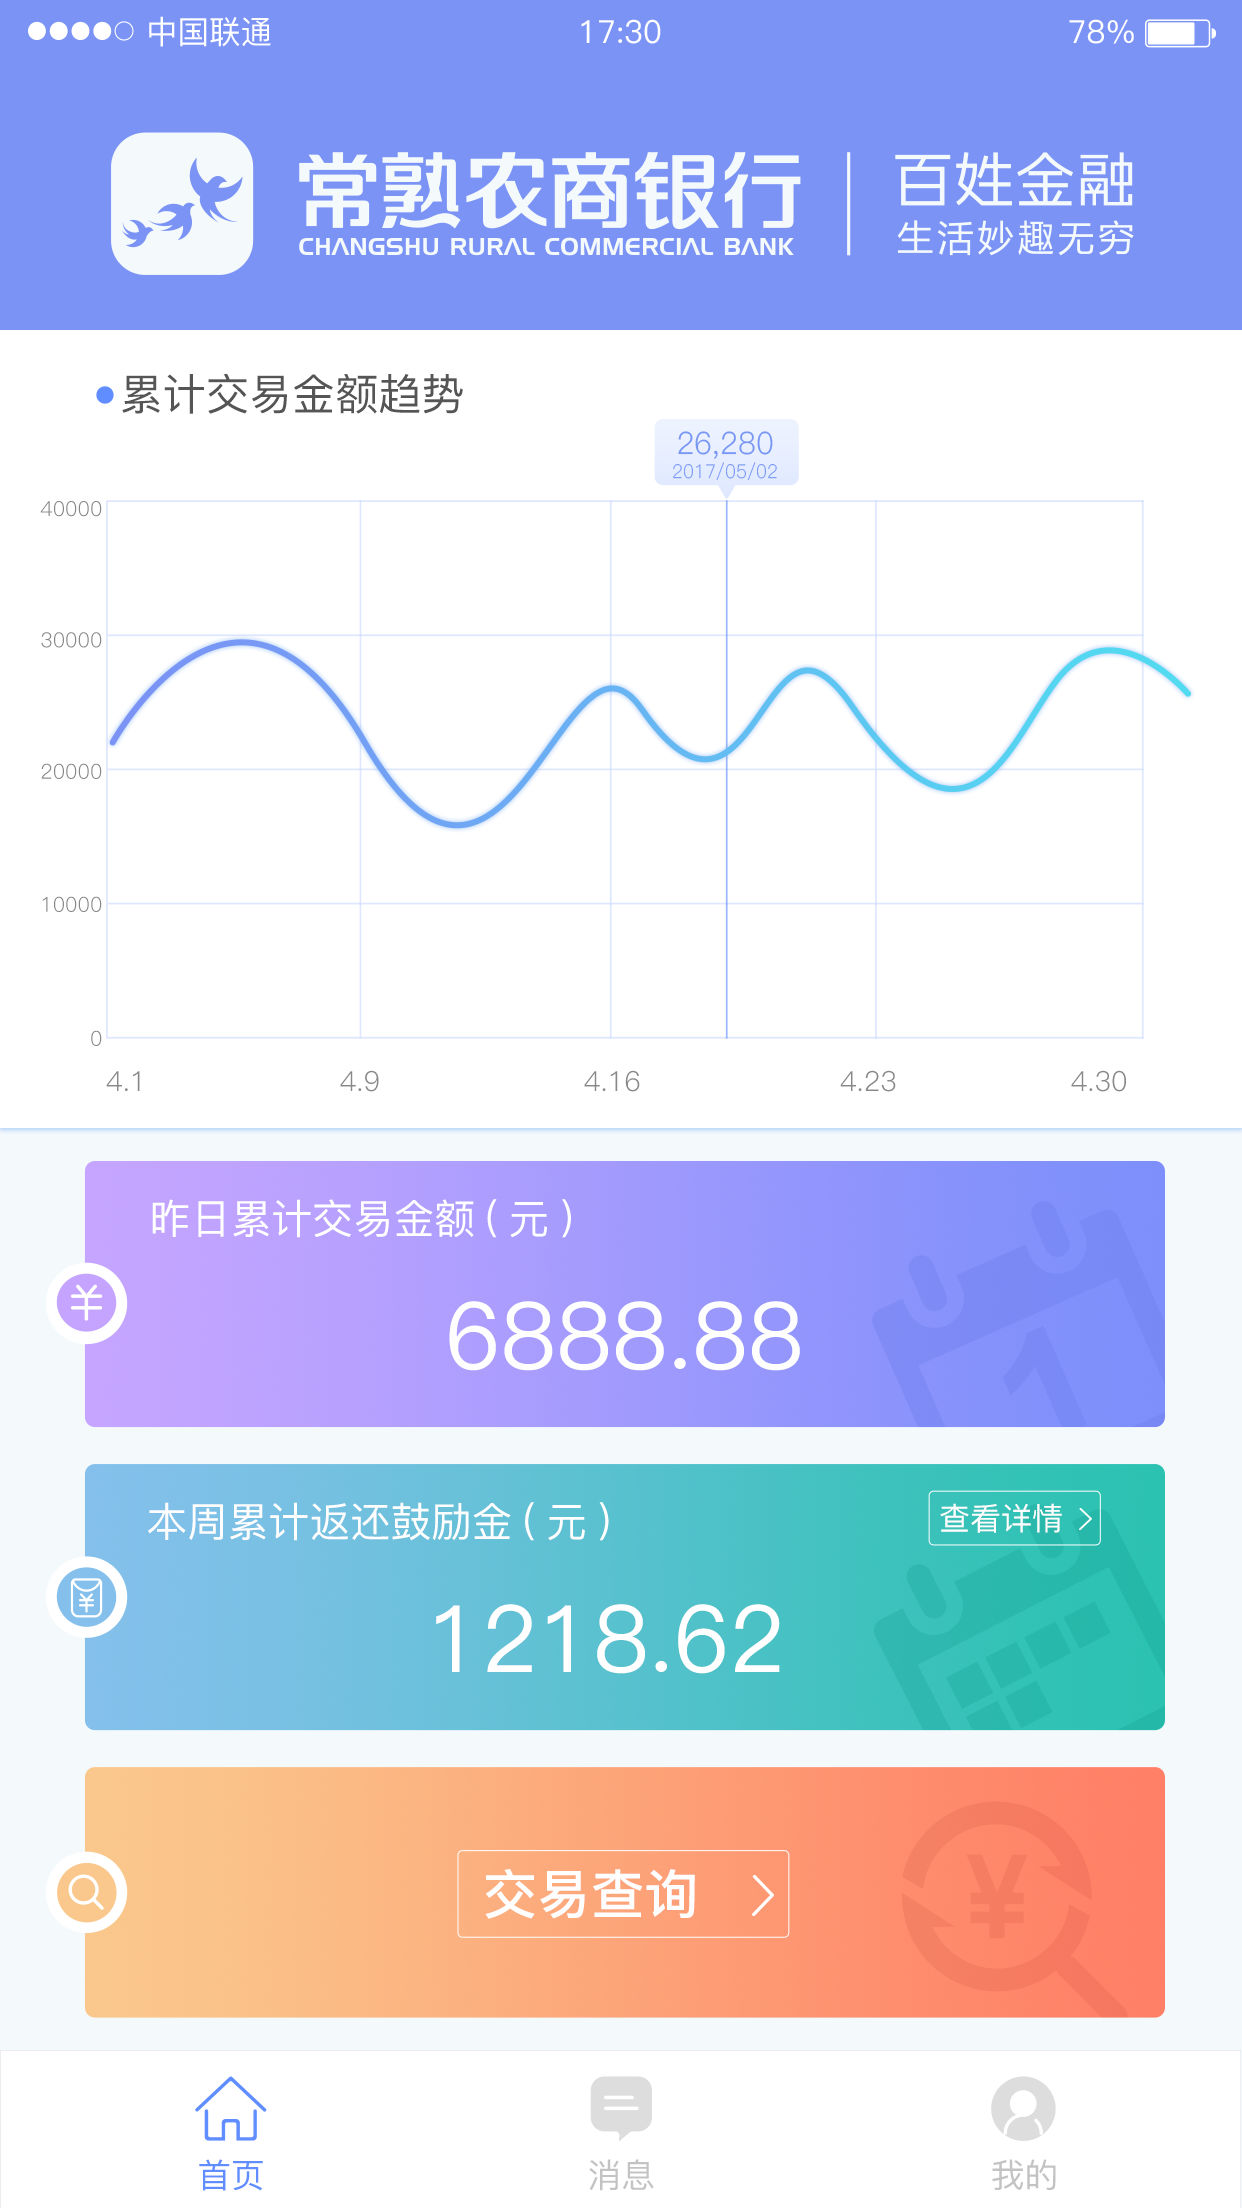 中国联通 17:30 78%
常熟农商银行
CHANGSHU RURAL COMMERCIAL BANK
百姓金融
生活妙趣无穷
累计交易金额趋势
26,280
2017/05/02
40000
30000
20000
10000
0
4.1 4.9 4.16 4.23 4.30
昨日累计交易金额(元)
¥
6888.88
1
本周累计返还鼓励金(元)
查看详情
¥
1218.62
交易查询
¥
首页 消息 我的